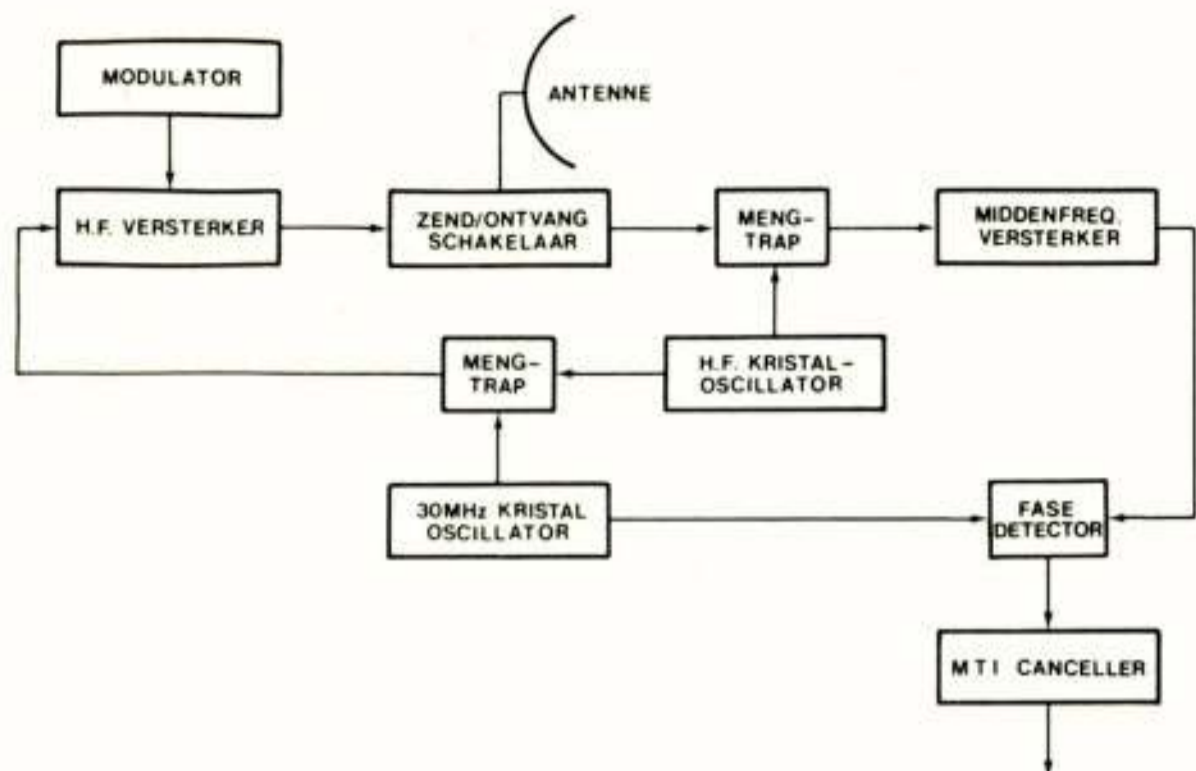 MODULATOR
ANTENNE
H.F. VERSTERKER
ZEND/ONTVANG
SCHAKELAAR
MENG-
TRAP
MIDDENFREQ.
VERSTERKER
MENG-
TRAP
H.F. KRISTAL-
OSCILLATOR
30MHz KRISTAL
OSCILLATOR
FASE
DETECTOR
MTI CANCELLER